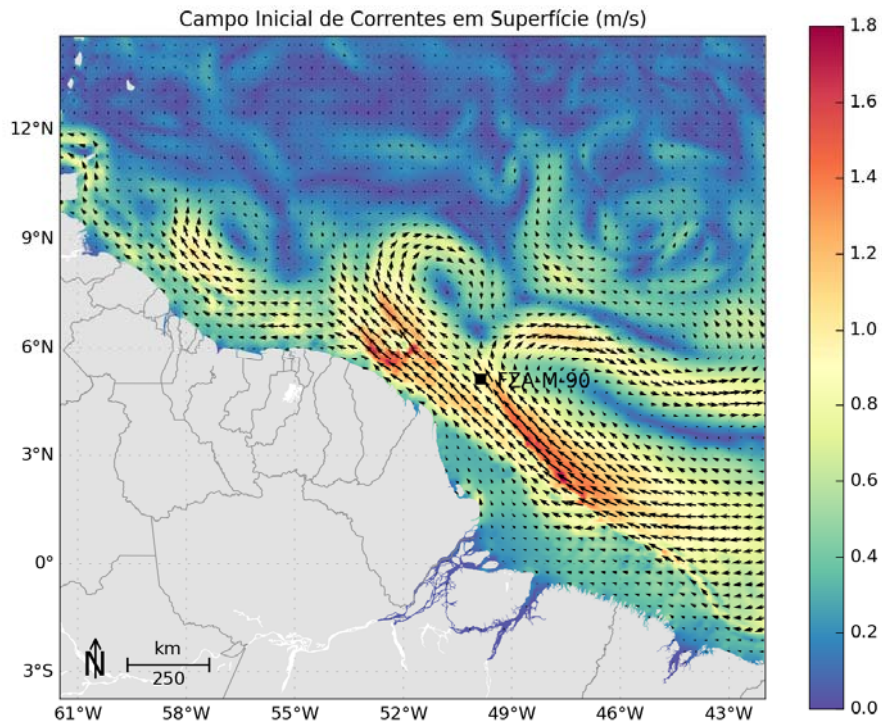 Campo Inicial de Correntes em Superfície (m/s)
1.8
1.6
1.4
1.2
1.0
0.8
0.6
0.4
0.2
0.0
12°N
9°N
6°N
3°N
0°
3°S
FZA-M-90
N
km
250
61°W 58°W 55°W 52°W 49°W 46°W 43°W